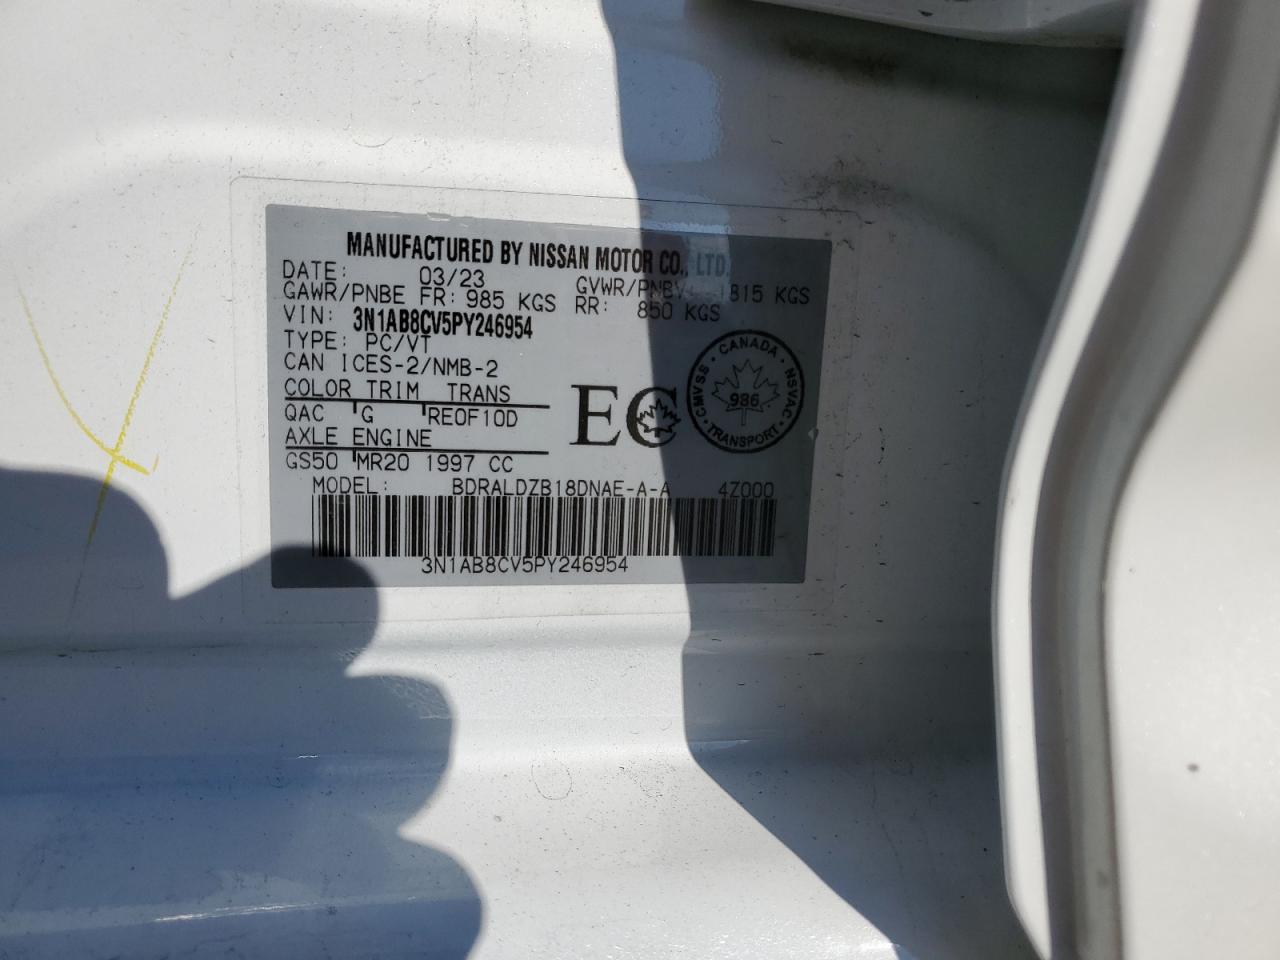 MANUFACTURED BY NISSAN MOTOR CO., LTD.
DATE: 03/23 GVWR/PNBV: 1815 KGS
GAWR/PNBE FR: 985 KGS RR: 850 KGS
VIN: 3N1AB8CV5PY246954
TYPE: PC/VT
CAN ICES-2/NMB-2
COLOR TRIM TRANS
QAC G RE0F10D
AXLE ENGINE
GS50 MR20 1997 CC
EC
CANADA
CMVSS NSVAC
986
TRANSPORT
MODEL: BDRALDZB18DNAE-A-A 4Z000
3N1AB8CV5PY246954